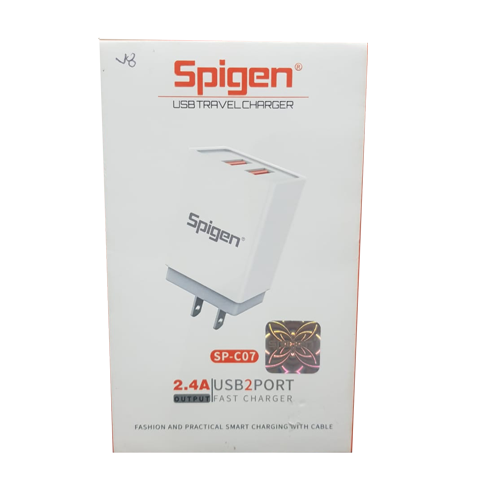 Spigen®
USB TRAVEL CHARGER
Spigen®
SP-C07
2.4A USB2PORT
OUTPUT FAST CHARGER
FASHION AND PRACTICAL SMART CHARGING WITH CABLE